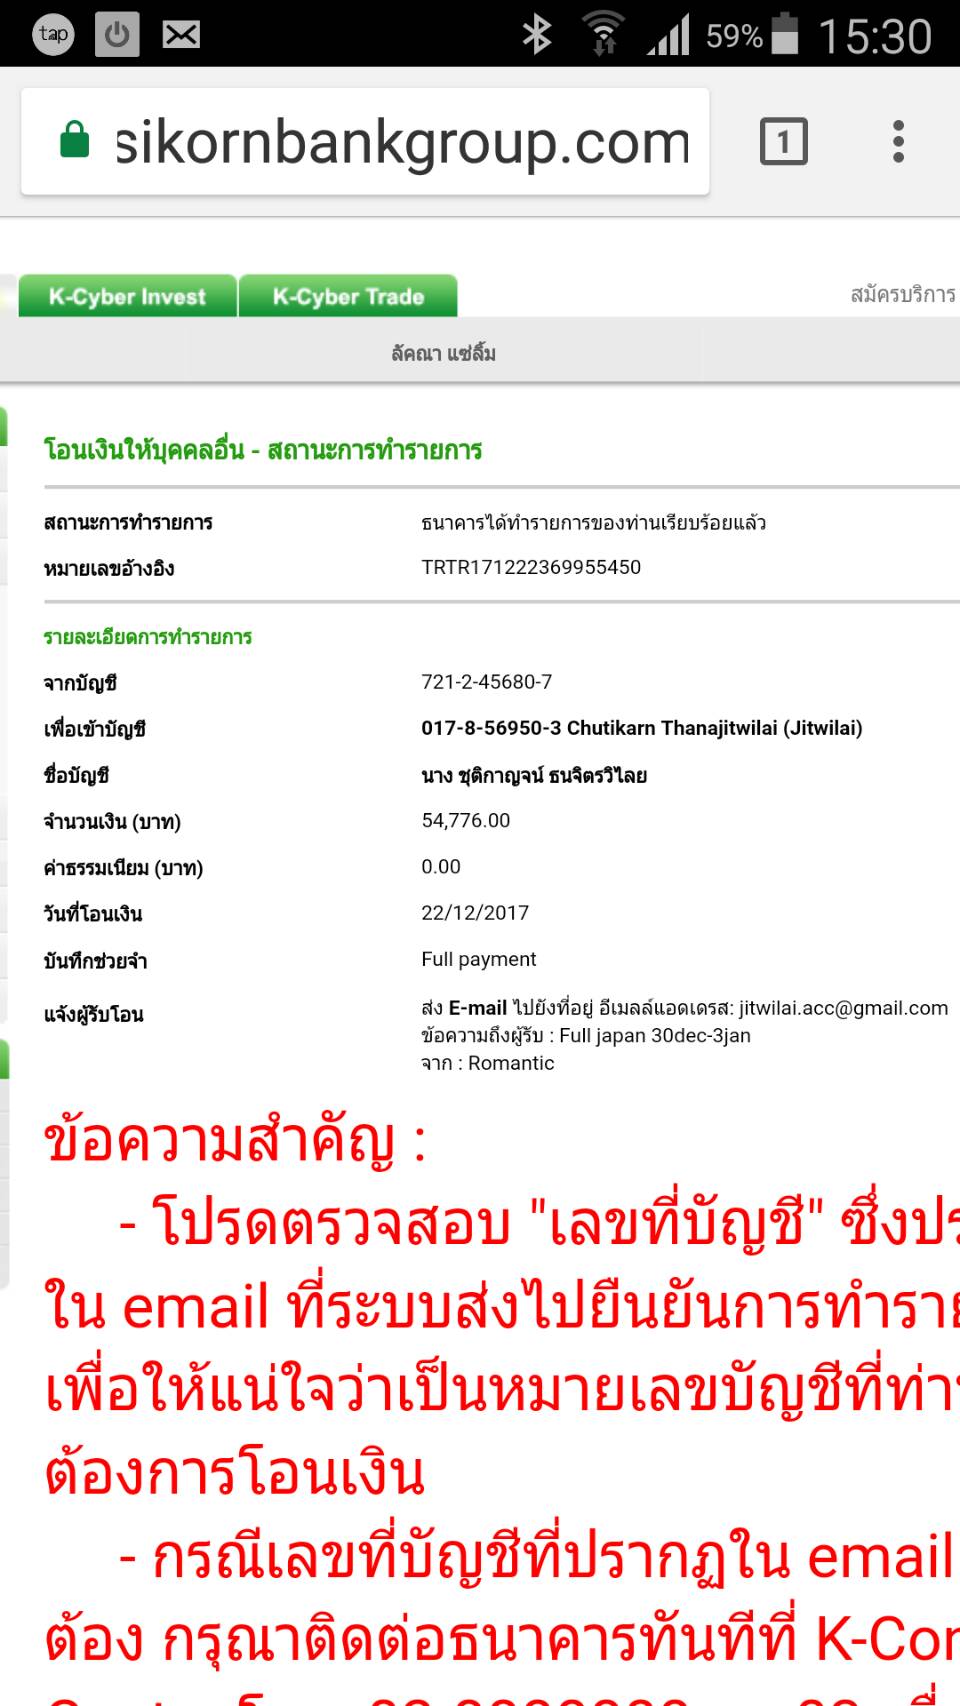 tap 59% 15:30
sikornbankgroup.com 1
K-Cyber Invest K-Cyber Trade สมัครบริการ
ลัคณา แซ่ลิ้ม
โอนเงินให้บุคคลอื่น - สถานะการทำรายการ
สถานะการทำรายการ ธนาคารได้ทำรายการของท่านเรียบร้อยแล้ว
หมายเลขอ้างอิง TRTR171222369955450
รายละเอียดการทำรายการ
จากบัญชี 721-2-45680-7
เพื่อเข้าบัญชี 017-8-56950-3 Chutikarn Thanajitwilai (Jitwilai)
ชื่อบัญชี นาง ชุติกาญจน์ ธนจิตรวิไลย
จำนวนเงิน (บาท) 54,776.00
ค่าธรรมเนียม (บาท) 0.00
วันที่โอนเงิน 22/12/2017
บันทึกช่วยจำ Full payment
แจ้งผู้รับโอน ส่ง E-mail ไปยังที่อยู่ อีเมลล์แอดเดรส: jitwilai.acc@gmail.com
ข้อความถึงผู้รับ : Full japan 30dec-3jan
จาก : Romantic
ข้อความสำคัญ :
- โปรดตรวจสอบ "เลขที่บัญชี" ซึ่งปร
ใน email ที่ระบบส่งไปยืนยันการทำราย
เพื่อให้แน่ใจว่าเป็นหมายเลขบัญชีที่ท่าน
ต้องการโอนเงิน
- กรณีเลขที่บัญชีที่ปรากฏใน email
ต้อง กรุณาติดต่อธนาคารทันทีที่ K-Con